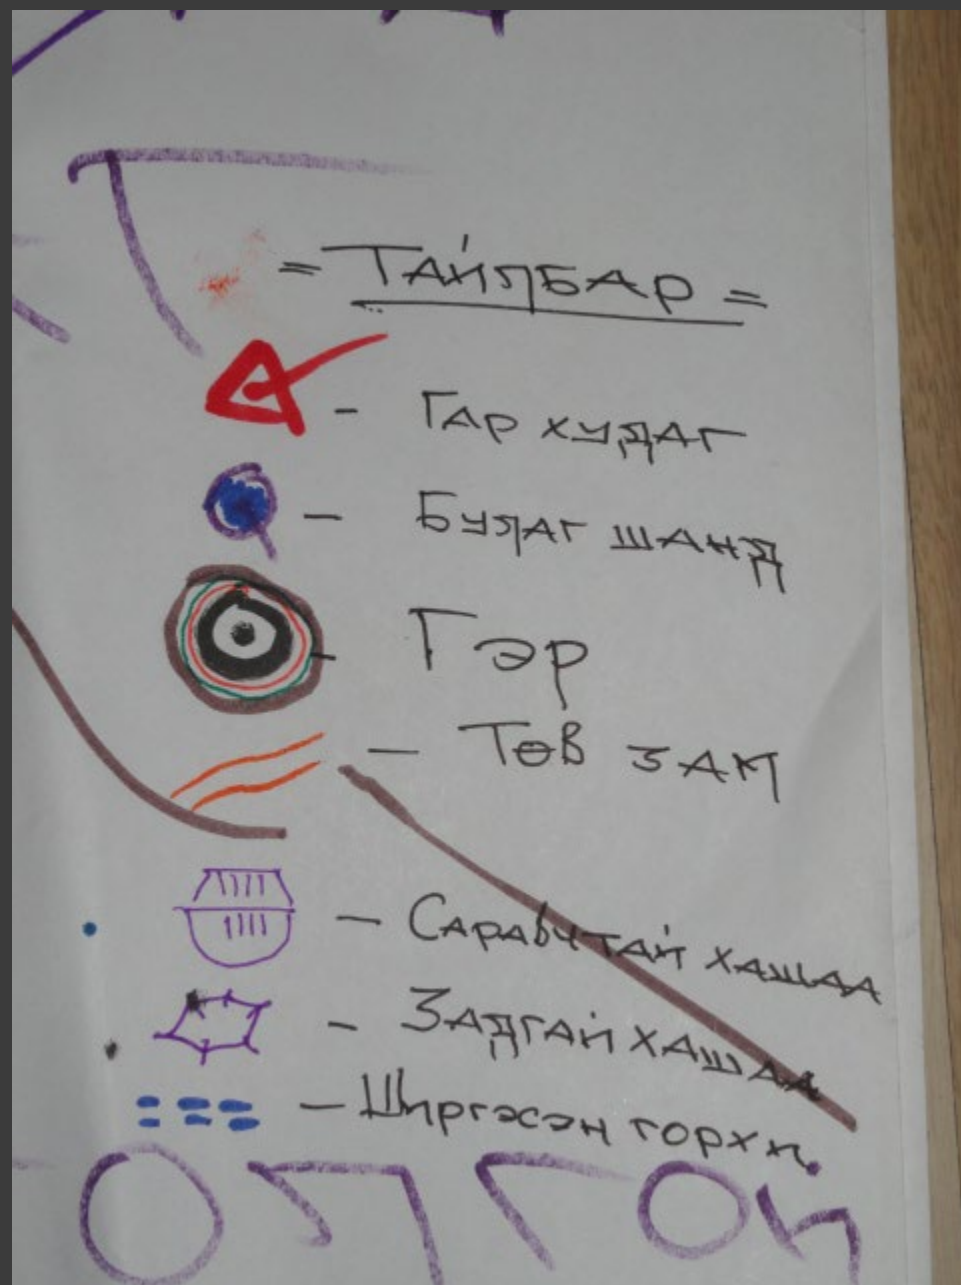 = ТАЙЛБАР =
- ГАР ХУДАГ
- БУЛАГ ШАНД
- Гэр
- Төв ЗАМ
- САРАВЧТАЙ ХАШАА
- ЗАДГАЙ ХАШАА
- Ширгэсэн горхи.